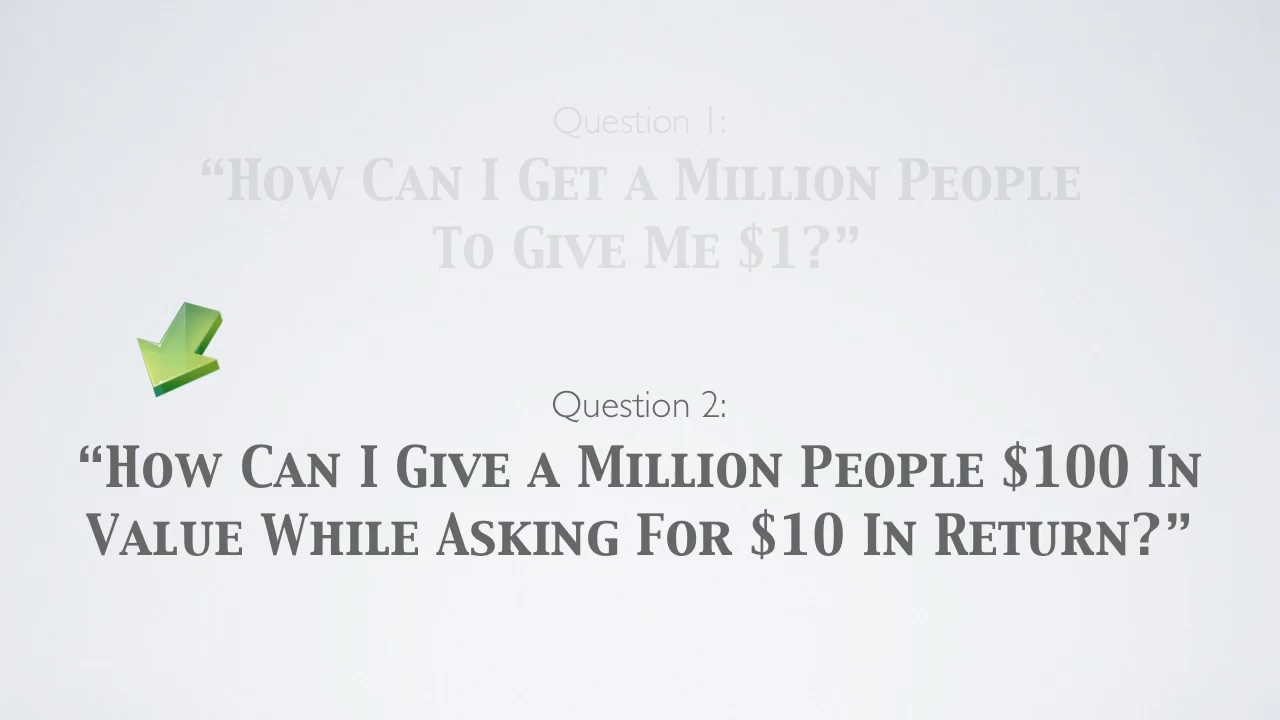 Question 1:
“How Can I Get a Million People
To Give Me $1?”
Question 2:
“How Can I Give a Million People $100 In
Value While Asking For $10 In Return?”